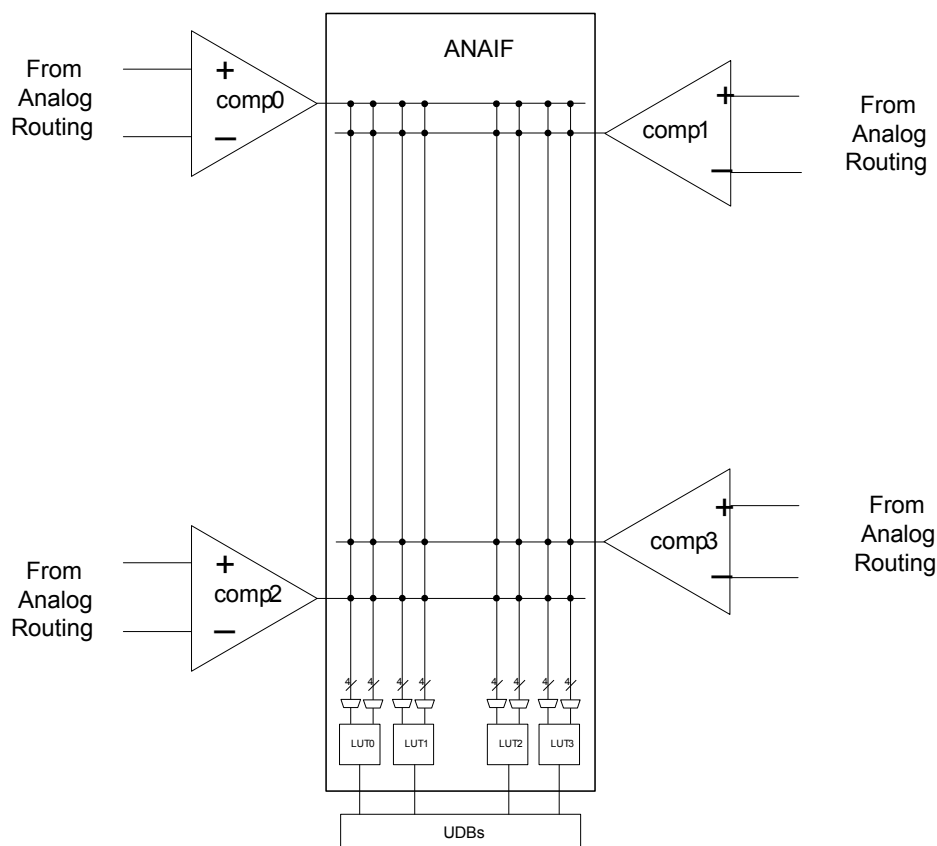 ANAIF
From
Analog
Routing
+
comp0
−
+
comp1
−
From
Analog
Routing
From
Analog
Routing
+
comp2
−
+
comp3
−
From
Analog
Routing
4 4 4 4 4 4 4 4
LUT0 LUT1 LUT2 LUT3
UDBs